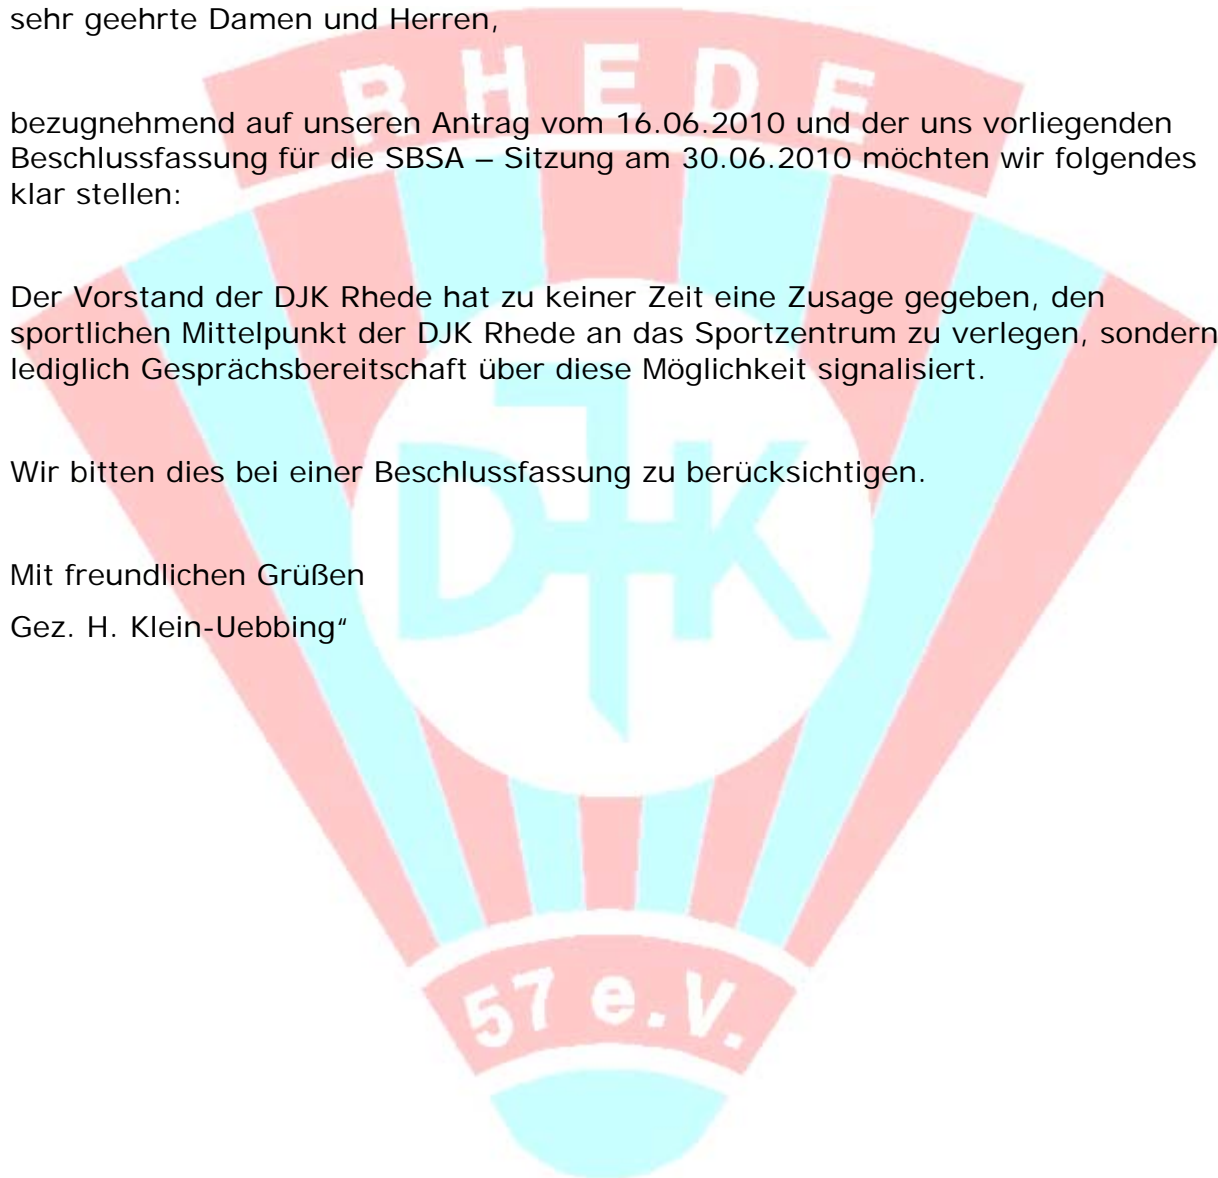 sehr geehrte Damen und Herren,
RHEDE
bezugnehmend auf unseren Antrag vom 16.06.2010 und der uns vorliegenden
Beschlussfassung für die SBSA – Sitzung am 30.06.2010 möchten wir folgendes
klar stellen:
Der Vorstand der DJK Rhede hat zu keiner Zeit eine Zusage gegeben, den
sportlichen Mittelpunkt der DJK Rhede an das Sportzentrum zu verlegen, sondern
lediglich Gesprächsbereitschaft über diese Möglichkeit signalisiert.
Wir bitten dies bei einer Beschlussfassung zu berücksichtigen.
DJK
Mit freundlichen Grüßen
Gez. H. Klein-Uebbing“
57 e.V.